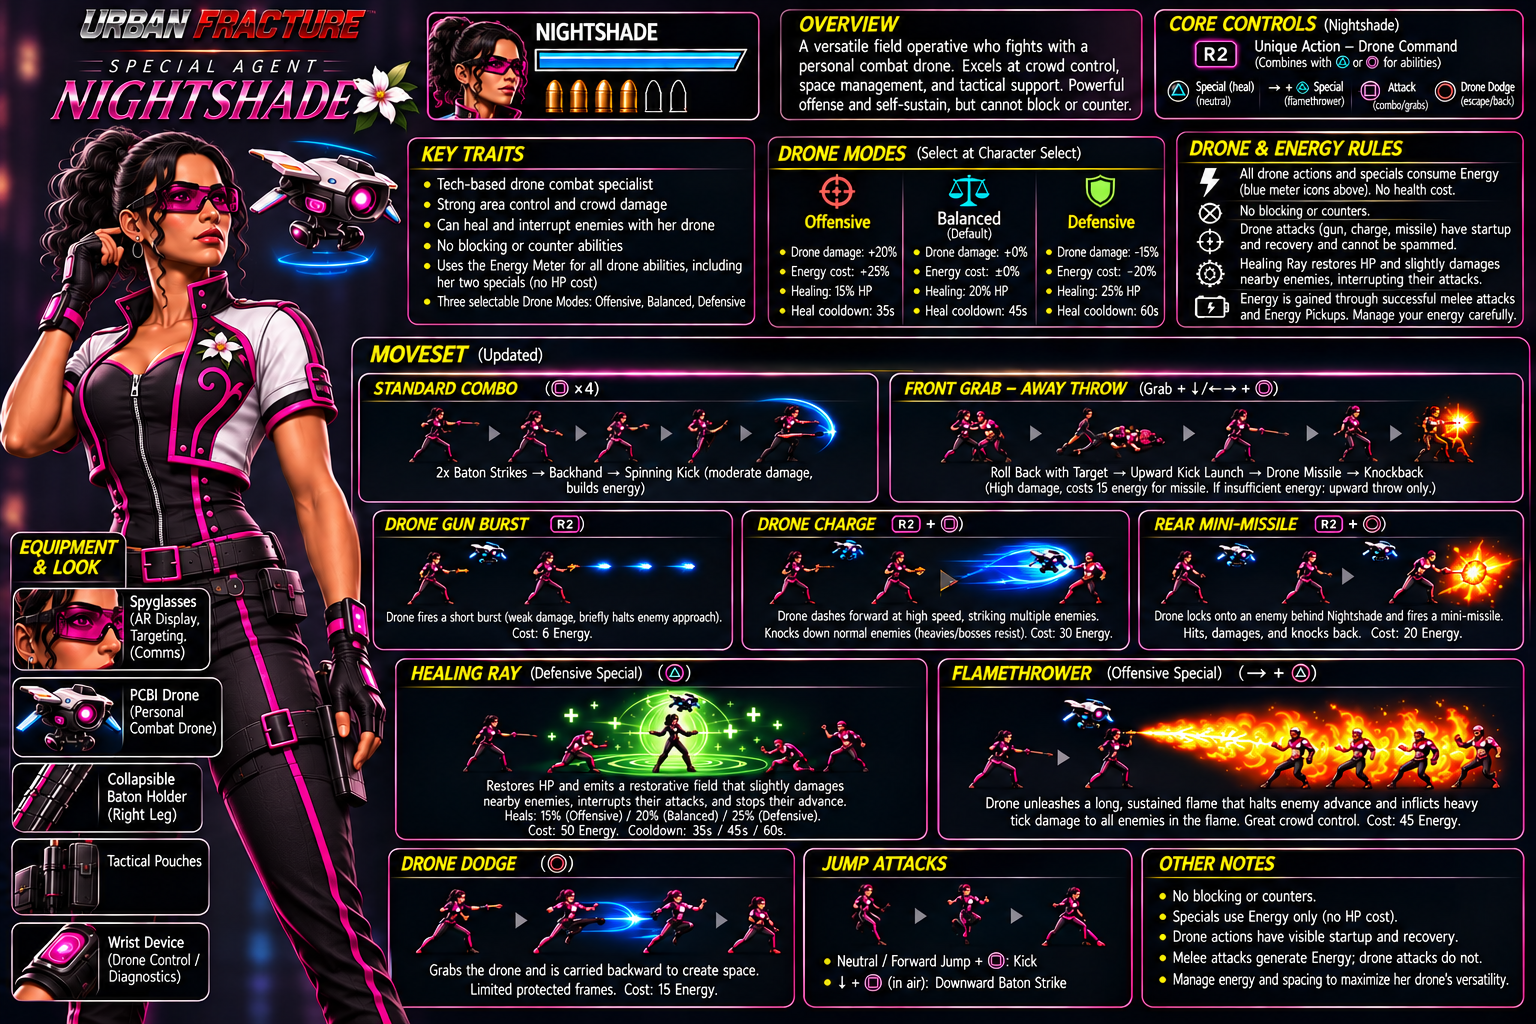 URBAN FRACTURE
SPECIAL AGENT
NIGHTSHADE
NIGHTSHADE
OVERVIEW
A versatile field operative who fights with a
personal combat drone. Excels at crowd control,
space management, and tactical support. Powerful
offense and self-sustain, but cannot block or counter.
CORE CONTROLS (Nightshade)
R2 Unique Action – Drone Command
(Combines with △ or ○ for abilities)
△ Special (heal)
(neutral)
→ + △ Special
(flamethrower)
□ Attack
(combo/grabs)
○ Drone Dodge
(escape/back)
KEY TRAITS
• Tech-based drone combat specialist
• Strong area control and crowd damage
• Can heal and interrupt enemies with her drone
• No blocking or counter abilities
• Uses the Energy Meter for all drone abilities, including
her two specials (no HP cost)
• Three selectable Drone Modes: Offensive, Balanced, Defensive
DRONE MODES (Select at Character Select)
Offensive
• Drone damage: +20%
• Energy cost: +25%
• Healing: 15% HP
• Heal cooldown: 35s
Balanced
(Default)
• Drone damage: +0%
• Energy cost: ±0%
• Healing: 20% HP
• Heal cooldown: 45s
Defensive
• Drone damage: -15%
• Energy cost: -20%
• Healing: 25% HP
• Heal cooldown: 60s
DRONE & ENERGY RULES
All drone actions and specials consume Energy
(blue meter icons above). No health cost.
No blocking or counters.
Drone attacks (gun, charge, missile) have startup
and recovery and cannot be spammed.
Healing Ray restores HP and slightly damages
nearby enemies, interrupting their attacks.
Energy is gained through successful melee attacks
and Energy Pickups. Manage your energy carefully.
MOVESET (Updated)
STANDARD COMBO (□ x4)
2x Baton Strikes → Backhand → Spinning Kick (moderate damage,
builds energy)
FRONT GRAB – AWAY THROW (Grab + ↓/←→ + □)
Roll Back with Target → Upward Kick Launch → Drone Missile → Knockback
(High damage, costs 15 energy for missile. If insufficient energy: upward throw only.)
DRONE GUN BURST R2)
Drone fires a short burst (weak damage, briefly halts enemy approach).
Cost: 6 Energy.
DRONE CHARGE R2 + □)
Drone dashes forward at high speed, striking multiple enemies.
Knocks down normal enemies (heavies/bosses resist). Cost: 30 Energy.
REAR MINI-MISSILE R2 + ○)
Drone locks onto an enemy behind Nightshade and fires a mini-missile.
Hits, damages, and knocks back. Cost: 20 Energy.
HEALING RAY (Defensive Special) (△)
Restores HP and emits a restorative field that slightly damages
nearby enemies, interrupts their attacks, and stops their advance.
Heals: 15% (Offensive) / 20% (Balanced) / 25% (Defensive).
Cost: 50 Energy. Cooldown: 35s / 45s / 60s.
FLAMETHROWER (Offensive Special) (→ + △)
Drone unleashes a long, sustained flame that halts enemy advance and inflicts heavy
tick damage to all enemies in the flame. Great crowd control. Cost: 45 Energy.
DRONE DODGE (○)
Grabs the drone and is carried backward to create space.
Limited protected frames. Cost: 15 Energy.
JUMP ATTACKS
• Neutral / Forward Jump + □: Kick
• ↓ + □ (in air): Downward Baton Strike
OTHER NOTES
• No blocking or counters.
• Specials use Energy only (no HP cost).
• Drone actions have visible startup and recovery.
• Melee attacks generate Energy; drone attacks do not.
• Manage energy and spacing to maximize her drone's versatility.
EQUIPMENT
& LOOK
Spyglasses
(AR Display,
Targeting,
(Comms)
PCBI Drone
(Personal
Combat Drone)
Collapsible
Baton Holder
(Right Leg)
Tactical Pouches
Wrist Device
(Drone Control /
Diagnostics)